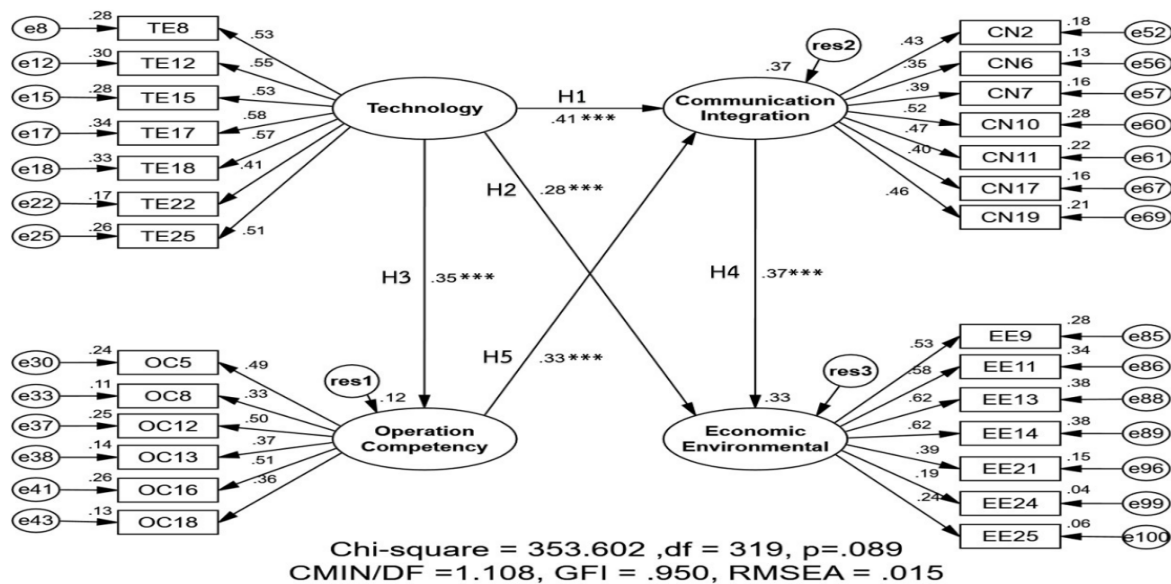 e8 .28 TE8 .53
e12 .30 TE12 .55
e15 .28 TE15 .53
e17 .34 TE17 .58
e18 .33 TE18 .57
e22 .17 TE22 .41
e25 .26 TE25 .51
Technology
H1
.41 ***
res2
.37
Communication
Integration
.43 CN2 .18 e52
.35 CN6 .13 e56
.39 CN7 .16 e57
.52 CN10 .28 e60
.47 CN11 .22 e61
.40 CN17 .16 e67
.46 CN19 .21 e69
H2 .28 ***
H3 .35 ***
H4 .37 ***
H5 .33 ***
e30 .24 OC5 .49
e33 .11 OC8 .33
e37 .25 OC12 .50
e38 .14 OC13 .37
e41 .26 OC16 .51
e43 .13 OC18 .36
res1
.12
Operation
Competency
res3
.33
Economic
Environmental
.53 EE9 .28 e85
.58 EE11 .34 e86
.62 EE13 .38 e88
.62 EE14 .38 e89
.39 EE21 .15 e96
.19 EE24 .04 e99
.24 EE25 .06 e100
Chi-square = 353.602 ,df = 319, p=.089
CMIN/DF =1.108, GFI = .950, RMSEA = .015